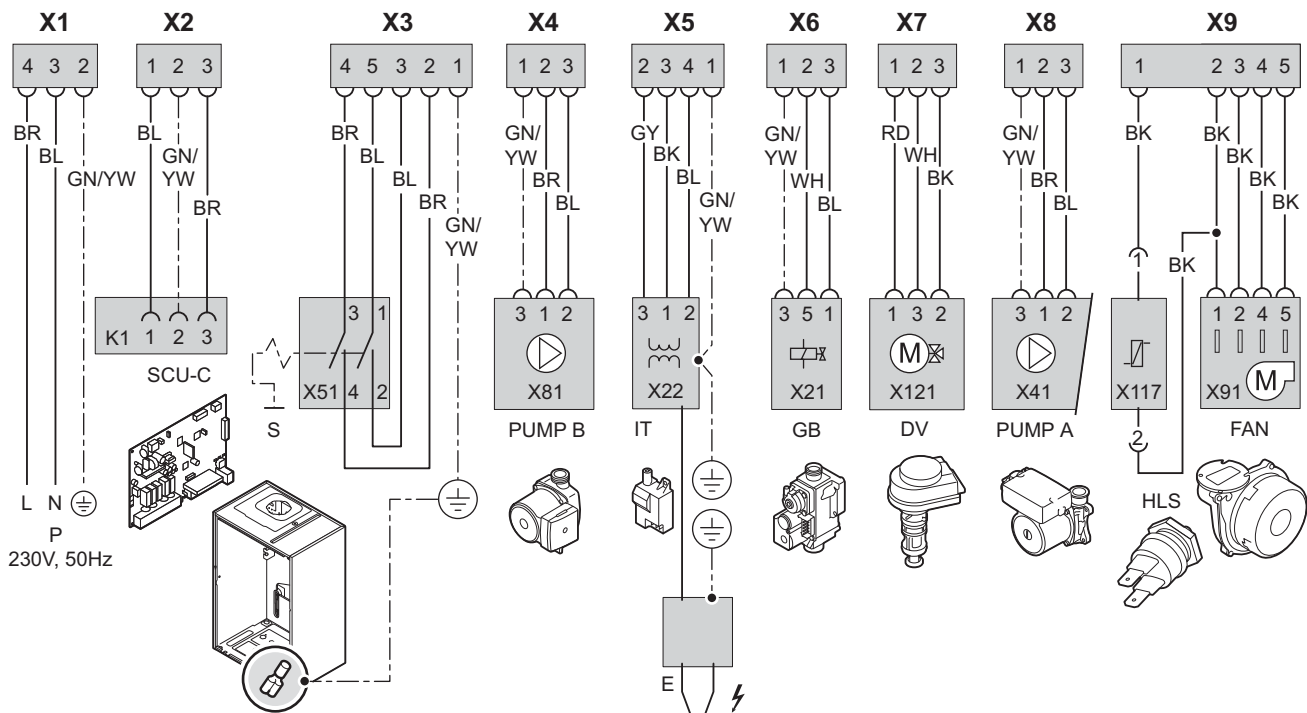 X1 X2 X3 X4 X5 X6 X7 X8 X9
4 3 2 1 2 3 4 5 3 2 1 1 2 3 2 3 4 1 1 2 3 1 2 3 1 2 3 1 2 3 4 5
BR BL GN/YW
BL GN/
YW
BR
BR BL BL BR GN/
YW
GN/
YW
BR BL
GY BK BL GN/
YW
GN/
YW
WH BL
RD WH BK
GN/
YW
BR BL
BK BK BK BK BK
BK
1
K1 1 2 3
SCU-C
3 1
X51 4 2
S
3 1 2
X81
PUMP B
3 1 2
X22
IT
3 5 1
X21
GB
1 3 2
M
X121
DV
3 1 2
X41
PUMP A
X117
2
HLS
1 2 4 5
X91 M
FAN
L N
P
230V, 50Hz
E